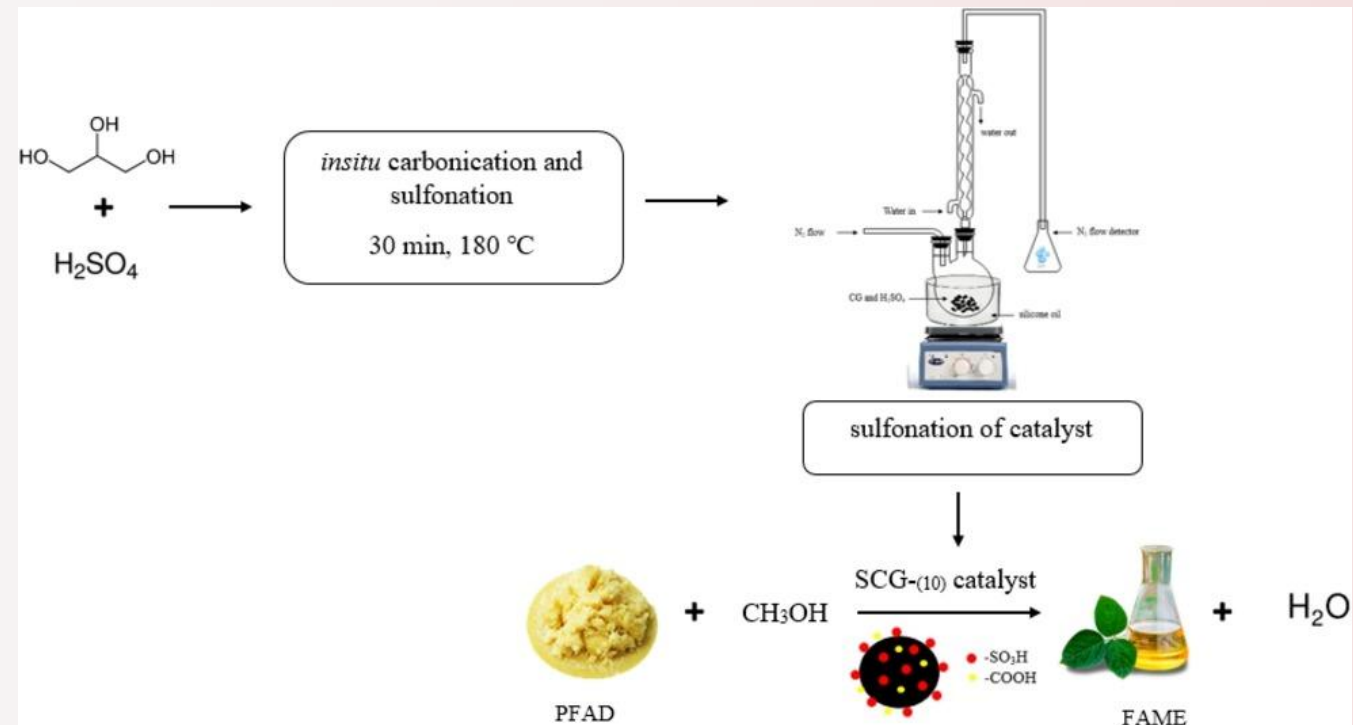 OH
HO
OH
+
H₂SO₄
insitu carbonication and
sulfonation
30 min, 180 °C
water out
Water in
N₂ flow
N₂ flow detector
CG and H₂SO₄
silicone oil
sulfonation of catalyst
SCG-(10) catalyst
+
CH₃OH
+
H₂O
-SO₃H
-COOH
PFAD
FAME